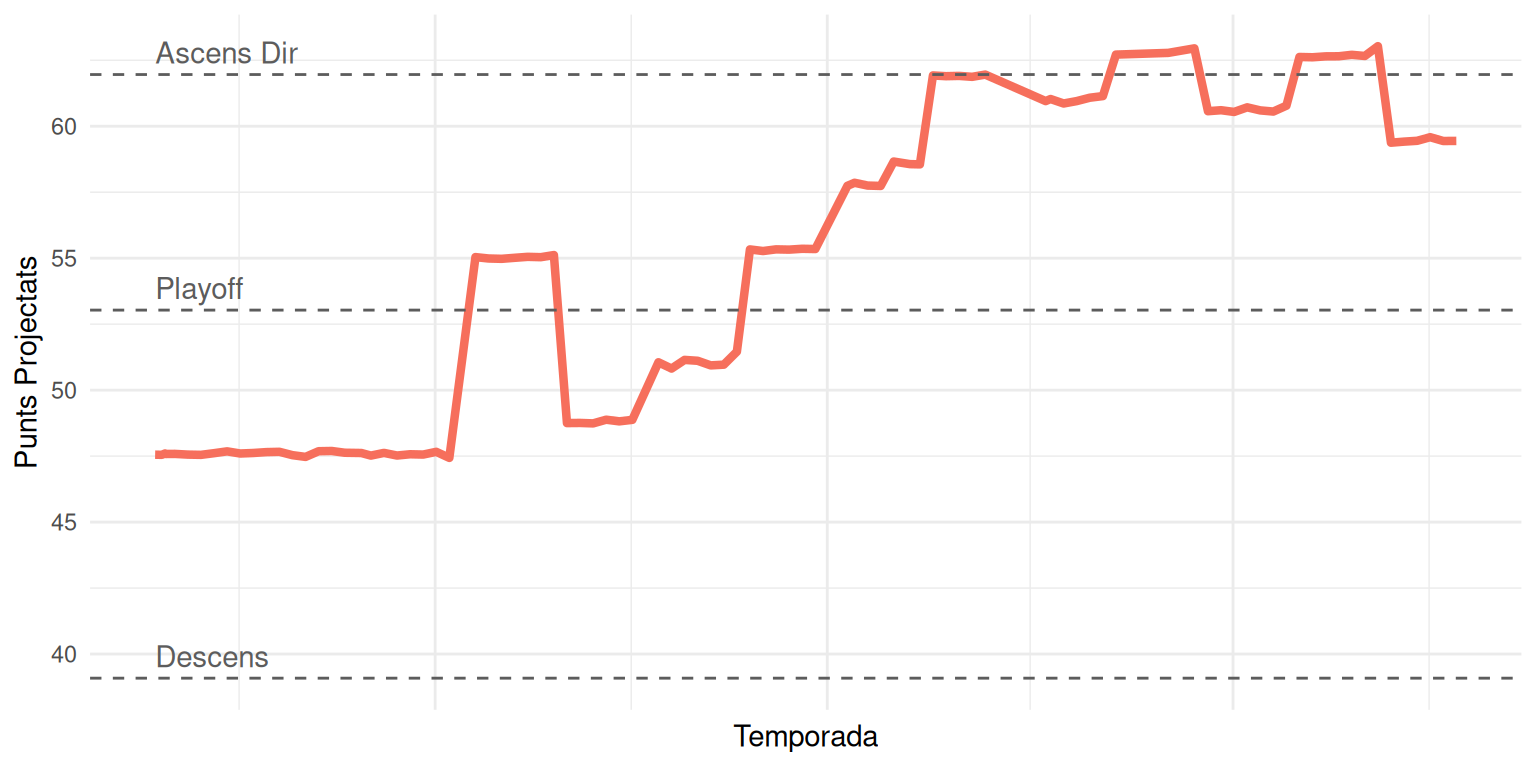 Ascens Dir
60
55
Playoff
50
45
Descens
40
Punts Projectats
Temporada